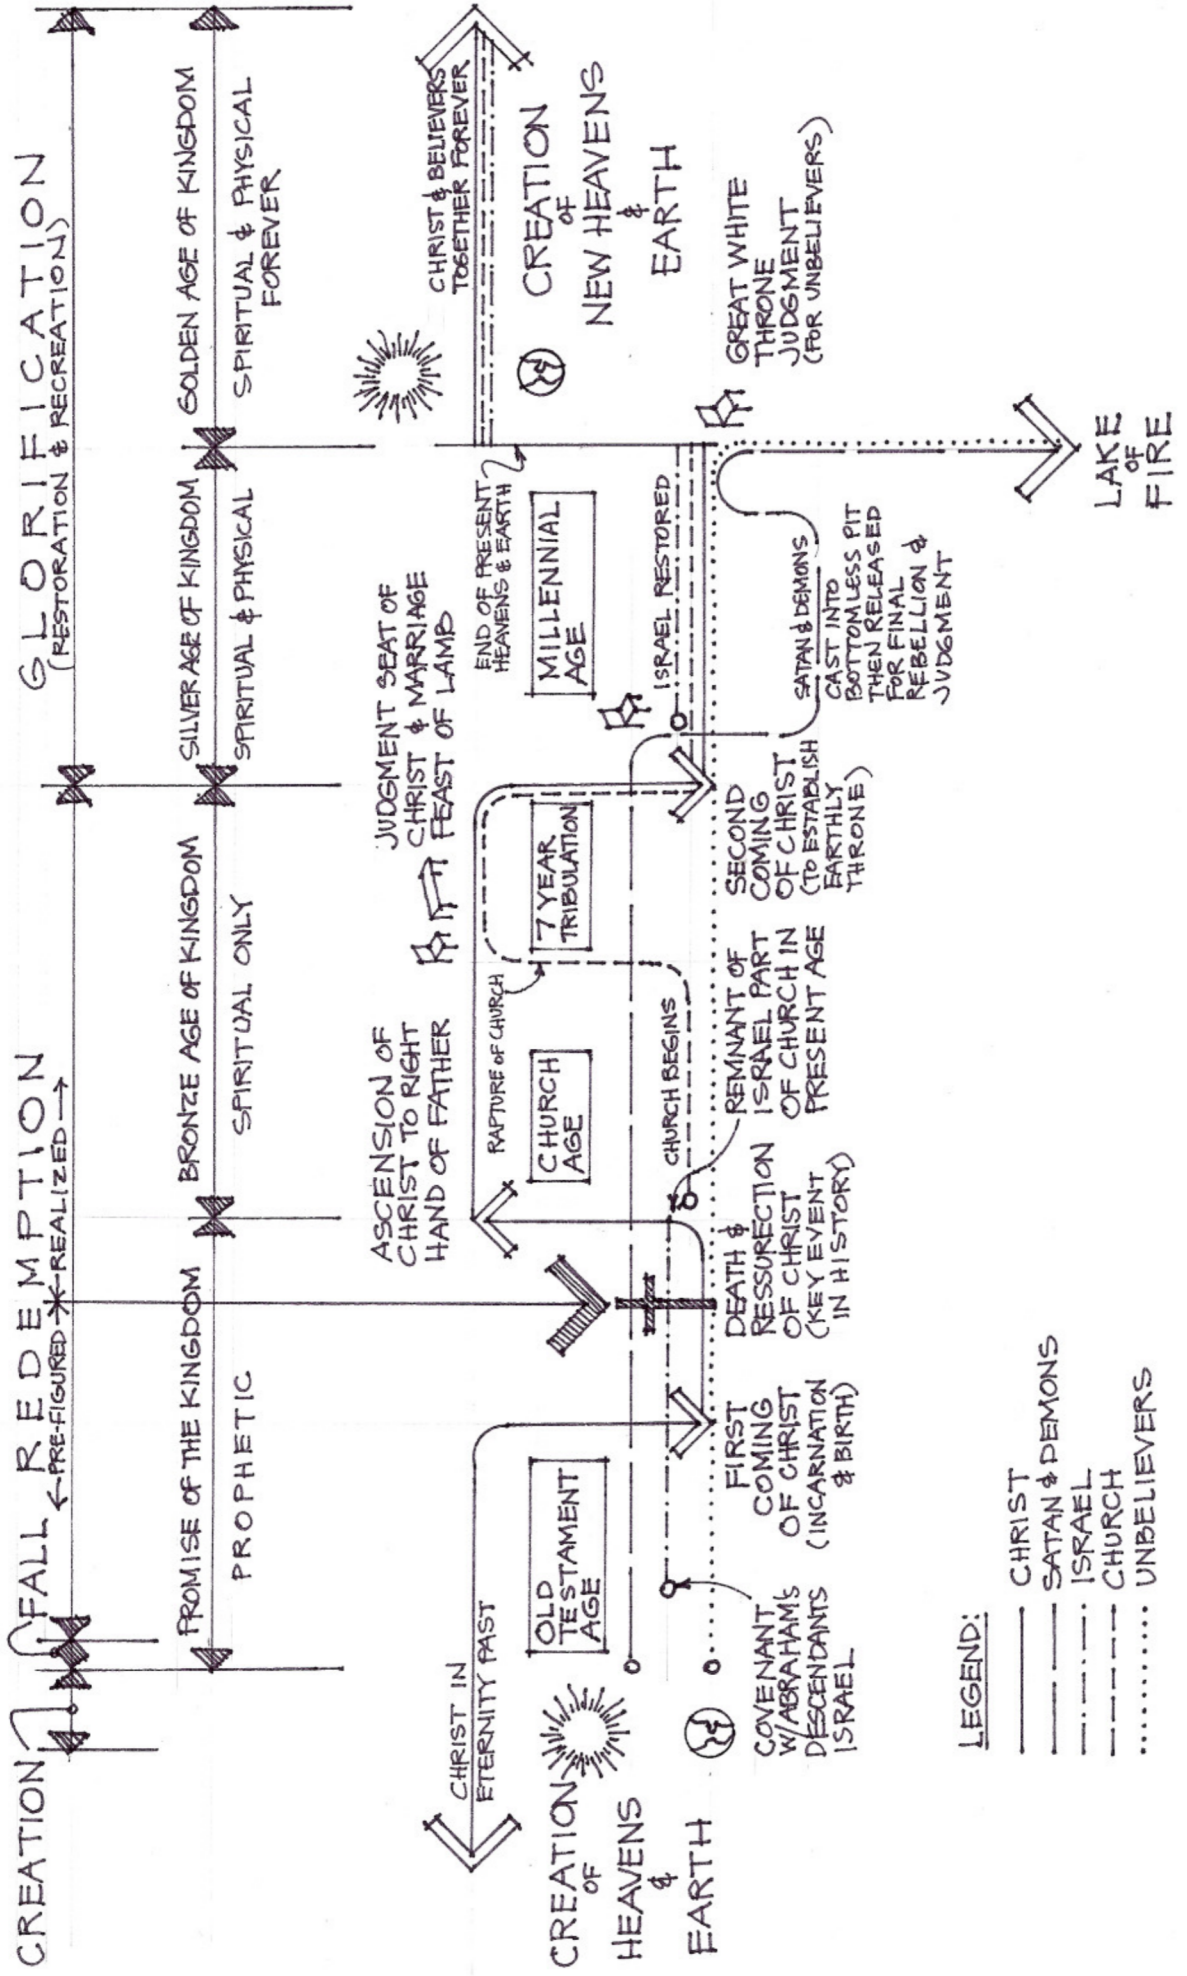 CREATION
FALL
REDEMPTION
GLORIFICATION
(RESTORATION & RECREATION)
PRE-FIGURED
REALIZED
PROMISE OF THE KINGDOM
BRONZE AGE OF KINGDOM
SILVER AGE OF KINGDOM
GOLDEN AGE OF KINGDOM
PROPHETIC
SPIRITUAL ONLY
SPIRITUAL & PHYSICAL
SPIRITUAL & PHYSICAL
FOREVER
ASCENSION OF
CHRIST TO RIGHT
HAND OF FATHER
JUDGMENT SEAT OF
CHRIST & MARRIAGE
FEAST OF LAMB
CHRIST IN
ETERNITY PAST
RAPTURE OF CHURCH
END OF PRESENT
HEAVENS & EARTH
CHRIST & BELIEVERS
TOGETHER FOREVER
CREATION
OF
HEAVENS
&
EARTH
OLD
TESTAMENT
AGE
CHURCH
AGE
7 YEAR
TRIBULATION
MILLENNIAL
AGE
CREATION
OF
NEW HEAVENS
&
EARTH
CHURCH BEGINS
ISRAEL RESTORED
COVENANT
W/ABRAHAM'S
DESCENDANTS
ISRAEL
FIRST
COMING
OF CHRIST
(INCARNATION
& BIRTH)
DEATH &
RESSURECTION
OF CHRIST
(KEY EVENT
IN HISTORY)
REMNANT OF
ISRAEL PART
OF CHURCH IN
PRESENT AGE
SECOND
COMING
OF CHRIST
(TO ESTABLISH
EARTHLY
THRONE)
SATAN & DEMONS
CAST INTO
BOTTOMLESS PIT
THEN RELEASED
FOR FINAL
REBELLION &
JUDGMENT
GREAT WHITE
THRONE
JUDGMENT
(FOR UNBELIEVERS)
LAKE
OF
FIRE
LEGEND:
CHRIST
SATAN & DEMONS
ISRAEL
CHURCH
UNBELIEVERS